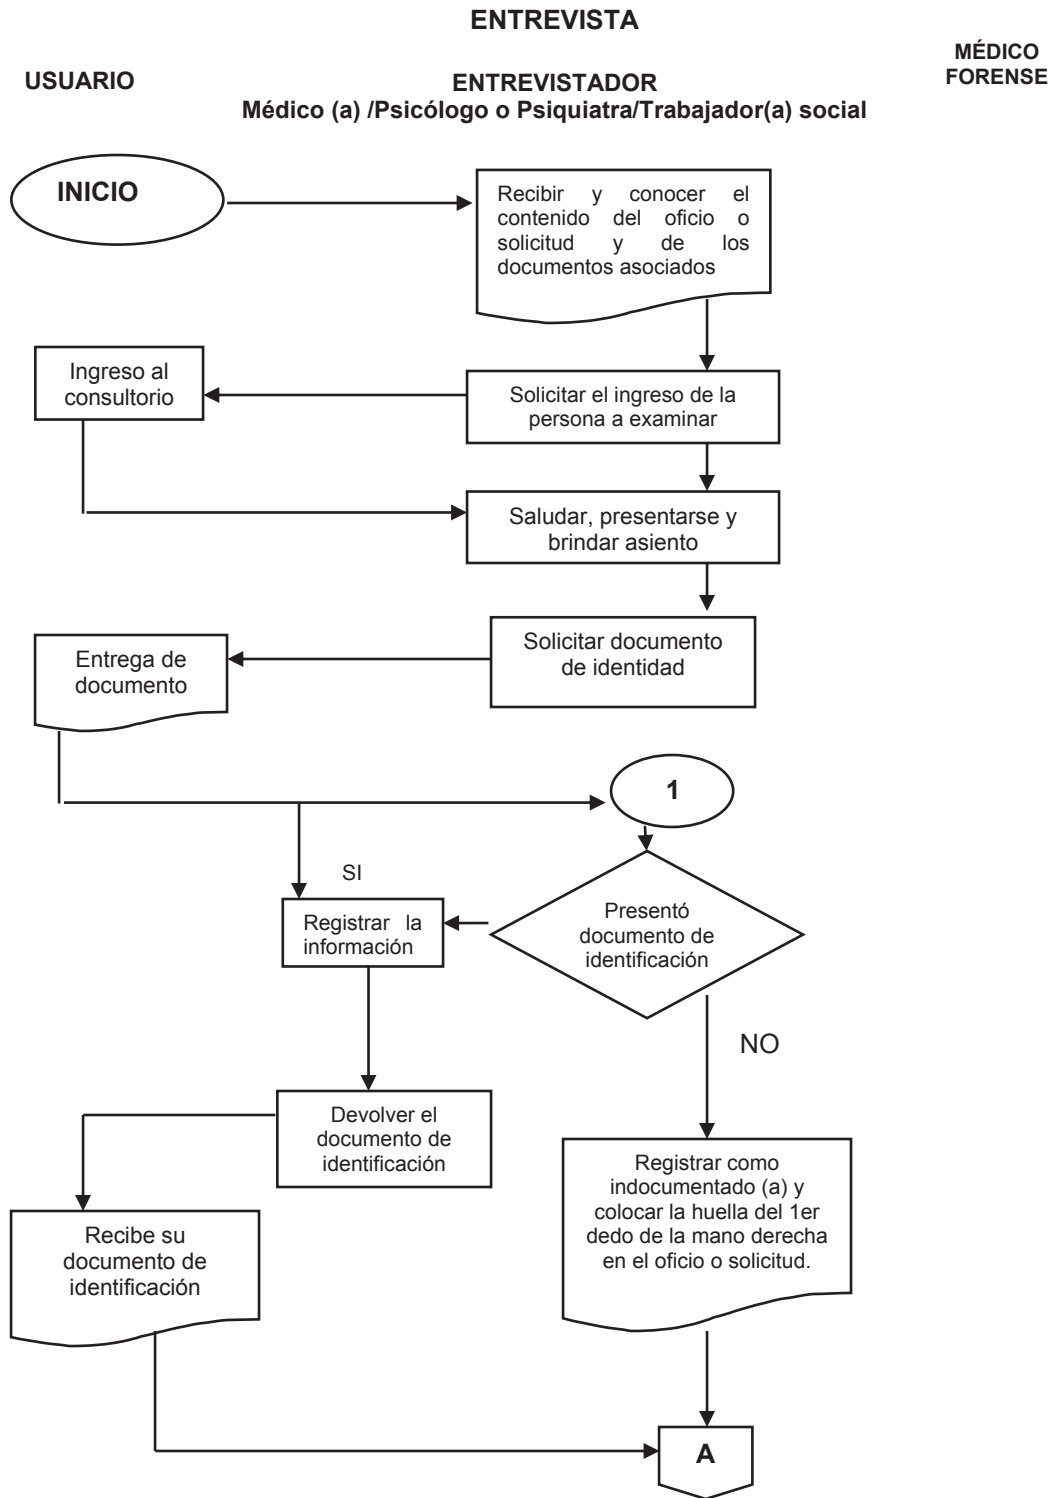 ENTREVISTA
MÉDICO
FORENSE
USUARIO
ENTREVISTADOR
Médico (a) /Psicólogo o Psiquiatra/Trabajador(a) social
INICIO
Recibir y conocer el
contenido del oficio o
solicitud y de los
documentos asociados
Ingreso al
consultorio
Solicitar el ingreso de la
persona a examinar
Saludar, presentarse y
brindar asiento
Solicitar documento
de identidad
Entrega de
documento
1
SI
Registrar la
información
Presentó
documento de
identificación
NO
Devolver el
documento de
identificación
Registrar como
indocumentado (a) y
colocar la huella del 1er
dedo de la mano derecha
en el oficio o solicitud.
Recibe su
documento de
identificación
A